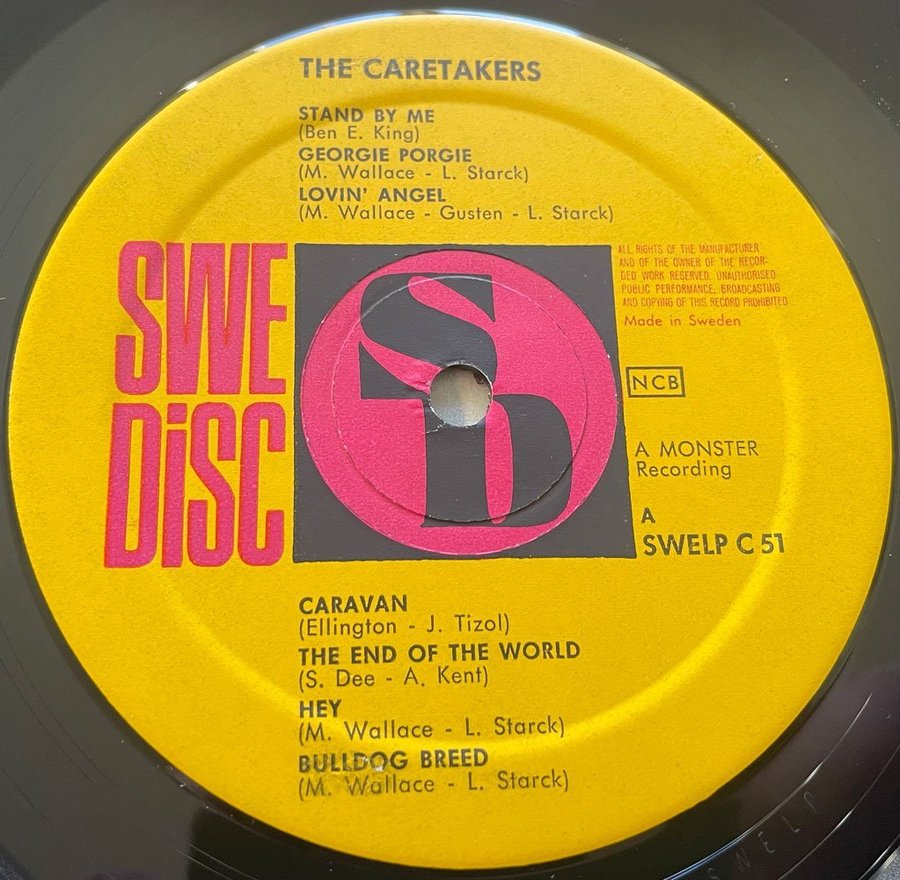 THE CARETAKERS
STAND BY ME
(Ben E. King)
GEORGIE PORGIE
(M. Wallace - L. Starck)
LOVIN' ANGEL
(M. Wallace - Gusten - L. Starck)
SWE
DiSC
SD
ALL RIGHTS OF THE MANUFACTURER
AND OF THE OWNER OF THE RECOR-
DED WORK RESERVED. UNAUTHORISED
PUBLIC PERFORMANCE, BROADCASTING
AND COPYING OF THIS RECORD PROHIBITED
Made in Sweden
NCB
A MONSTER
Recording
A
SWELP C 51
CARAVAN
(Ellington - J. Tizol)
THE END OF THE WORLD
(S. Dee - A. Kent)
HEY
(M. Wallace - L. Starck)
BULLDOG BREED
(M. Wallace - L. Starck)
SWELP